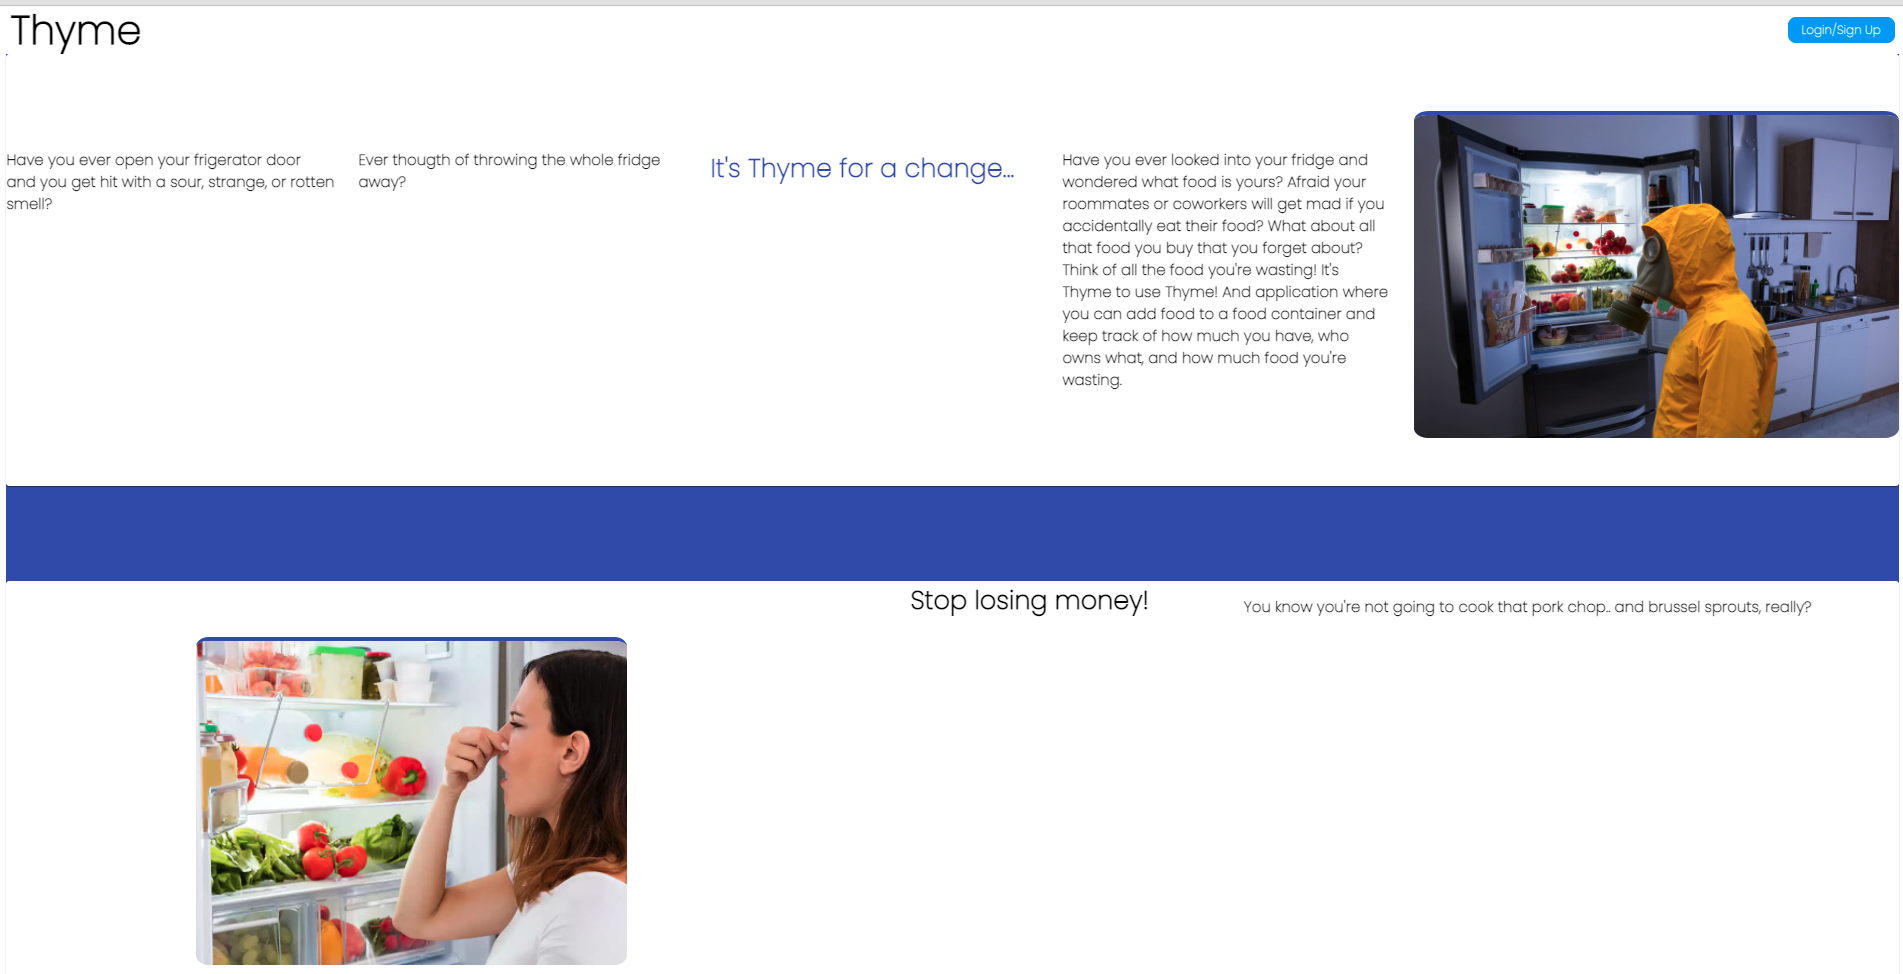 Thyme
Login/Sign Up
Have you ever open your frigerator door
and you get hit with a sour, strange, or rotten
smell?
Ever thougth of throwing the whole fridge
away?
It's Thyme for a change...
Have you ever looked into your fridge and
wondered what food is yours? Afraid your
roommates or coworkers will get mad if you
accidentally eat their food? What about all
that food you buy that you forget about?
Think of all the food you're wasting! It's
Thyme to use Thyme! And application where
you can add food to a food container and
keep track of how much you have, who
owns what, and how much food you're
wasting.
Stop losing money!
You know you're not going to cook that pork chop.. and brussel sprouts, really?